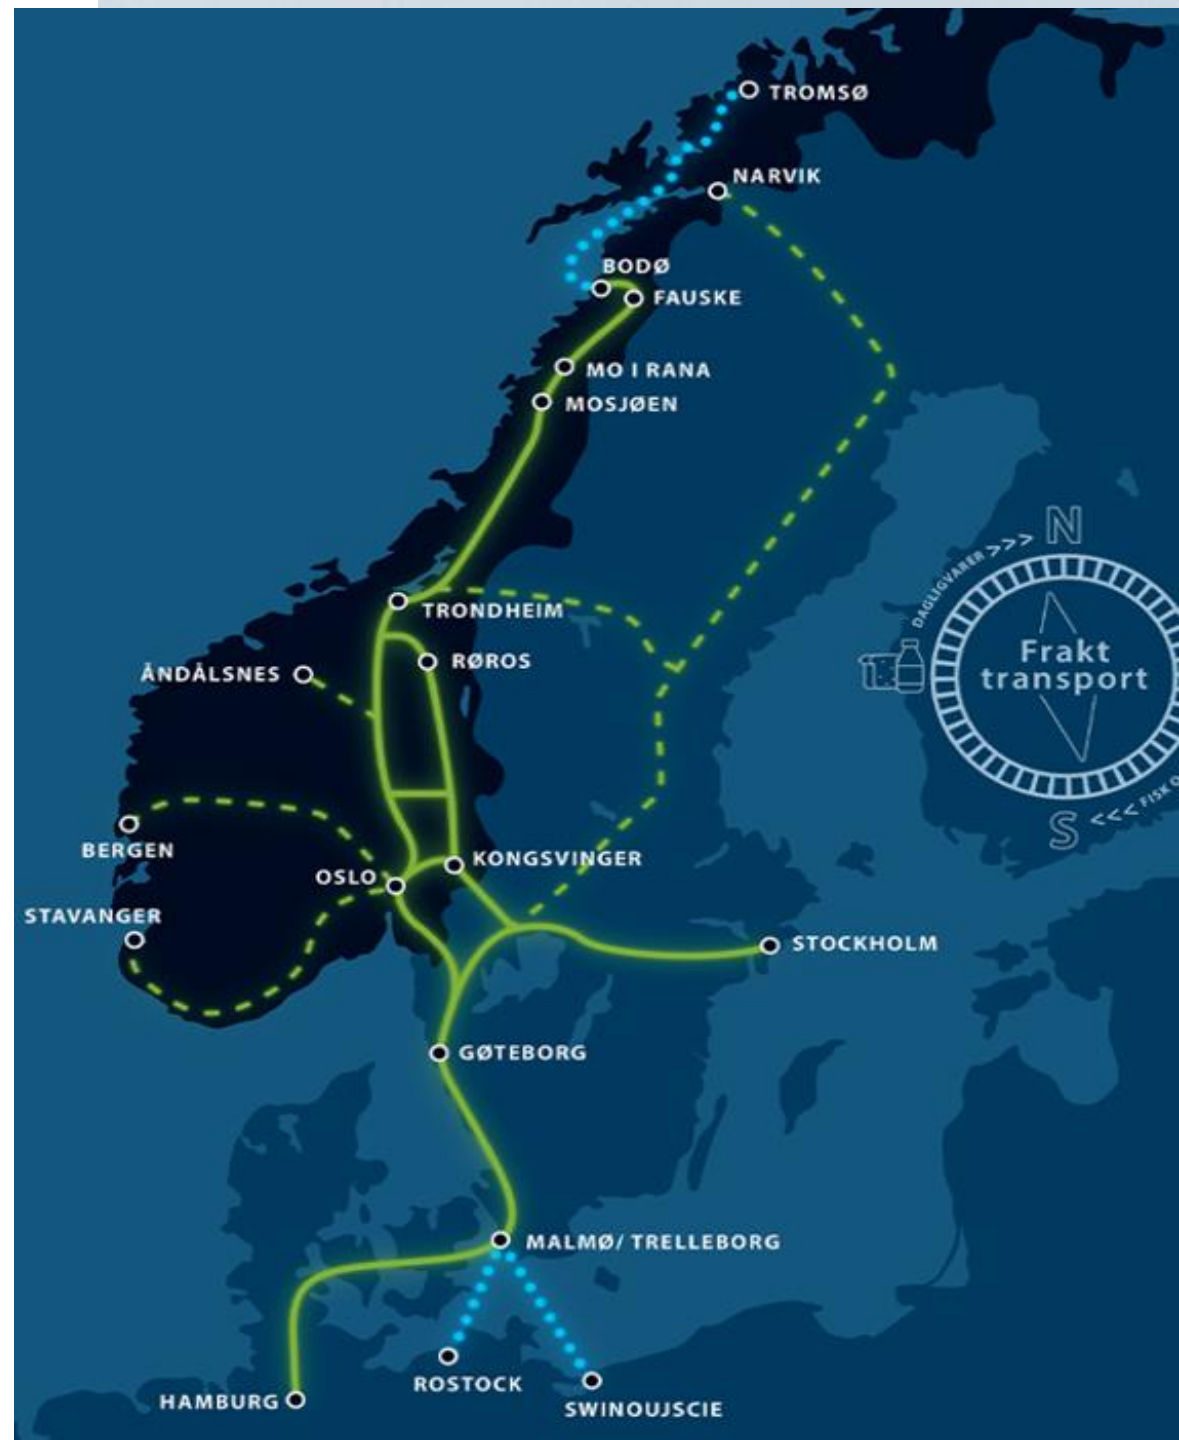 TROMSØ
NARVIK
BODØ
FAUSKE
MO I RANA
MOSJØEN
N
DAGLIGVARER >>>
TRONDHEIM
Frakt
transport
RØROS
ÅNDÅLSNES
S
<<< FISK O
BERGEN
KONGSVINGER
OSLO
STAVANGER
STOCKHOLM
GØTEBORG
MALMØ/ TRELLEBORG
ROSTOCK
HAMBURG
SWINOUJSCIE